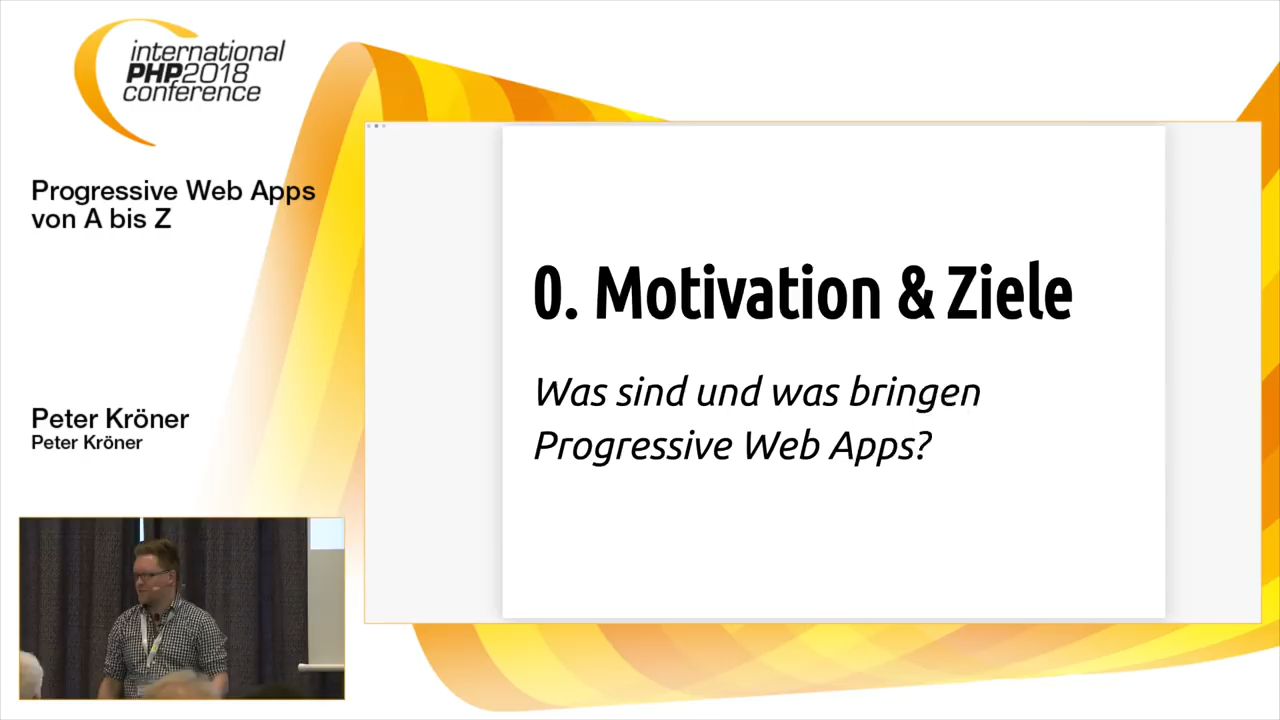 international
PHP2018
conference
Progressive Web Apps
von A bis Z
Peter Kröner
Peter Kröner
0. Motivation & Ziele
Was sind und was bringen
Progressive Web Apps?